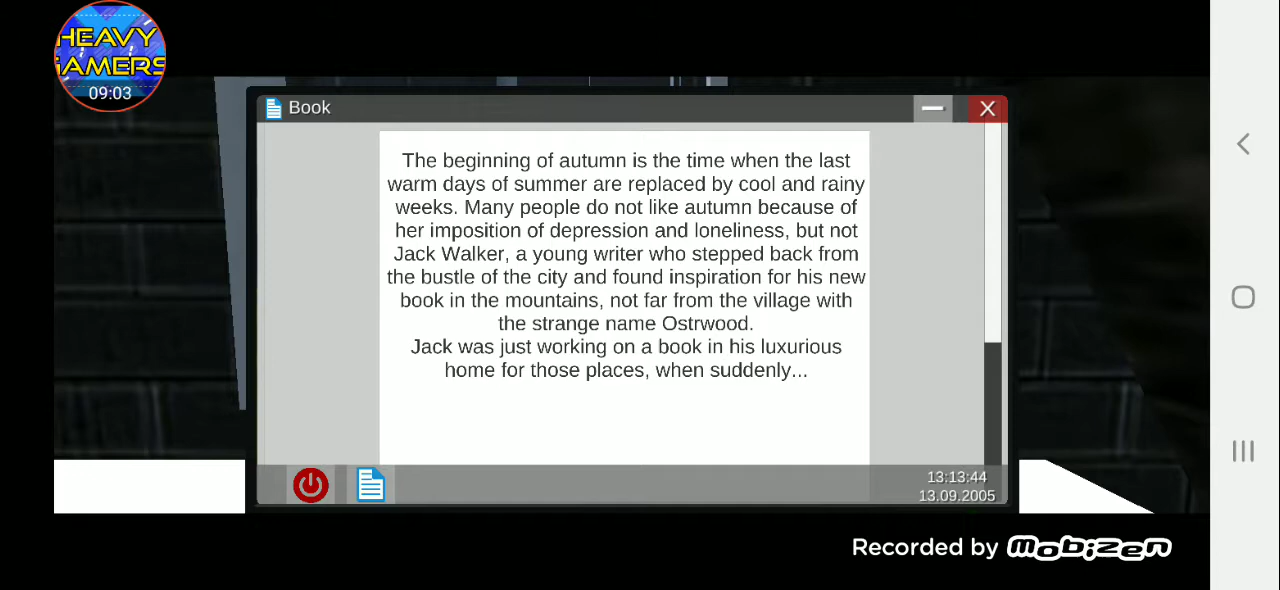 HEAVY
GAMERS
09:03
Book
The beginning of autumn is the time when the last
warm days of summer are replaced by cool and rainy
weeks. Many people do not like autumn because of
her imposition of depression and loneliness, but not
Jack Walker, a young writer who stepped back from
the bustle of the city and found inspiration for his new
book in the mountains, not far from the village with
the strange name Ostrwood.
Jack was just working on a book in his luxurious
home for those places, when suddenly...
13:13:44
13.09.2005
Recorded by Mobizen